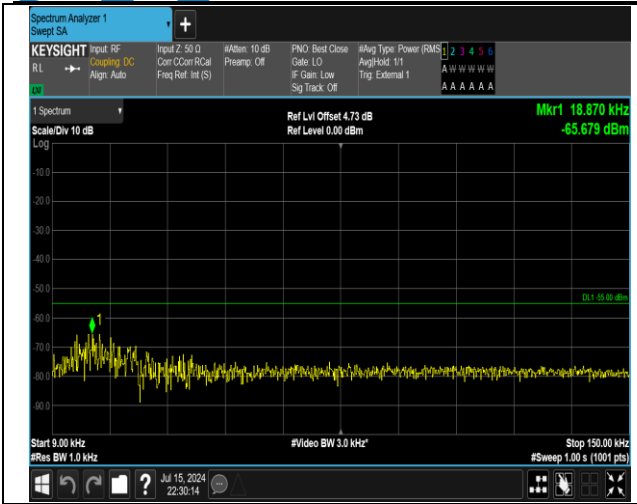 Spectrum Analyzer 1
Swept SA
+
KEYSIGHT
RL
Input: RF
Coupling: DC
Align: Auto
Input Z: 50 Ω
Corr CCorr RCal
Freq Ref: Int (S)
#Atten: 10 dB
Preamp: Off
PNO: Best Close
Gate: LO
IF Gain: Low
Sig Track: Off
#Avg Type: Power (RMS
Avg|Hold: 1/1
Trig: External 1
1 2 3 4 5 6
A W W W W W
A A A A A A
1 Spectrum
Scale/Div 10 dB
Log
Ref Lvl Offset 4.73 dB
Ref Level 0.00 dBm
Mkr1 18.870 kHz
-65.679 dBm
-10.0
-20.0
-30.0
-40.0
-50.0
DL1 -55.00 dBm
-60.0
1
-70.0
-80.0
-90.0
Start 9.00 kHz
#Video BW 3.0 kHz*
Stop 150.00 kHz
#Res BW 1.0 kHz
#Sweep 1.00 s (1001 pts)
?
Jul 15, 2024
22:30:14